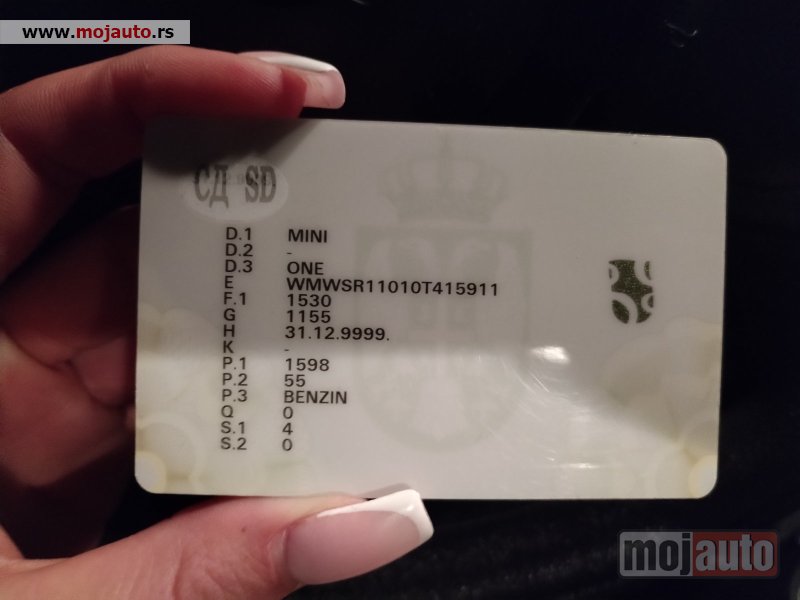 www.mojauto.rs
СД SD
D.1 MINI
D.2 -
D.3 ONE
E WMWSR11010T415911
F.1 1530
G 1155
H 31.12.9999.
K -
P.1 1598
P.2 55
P.3 BENZIN
Q 0
S.1 4
S.2 0
mojauto